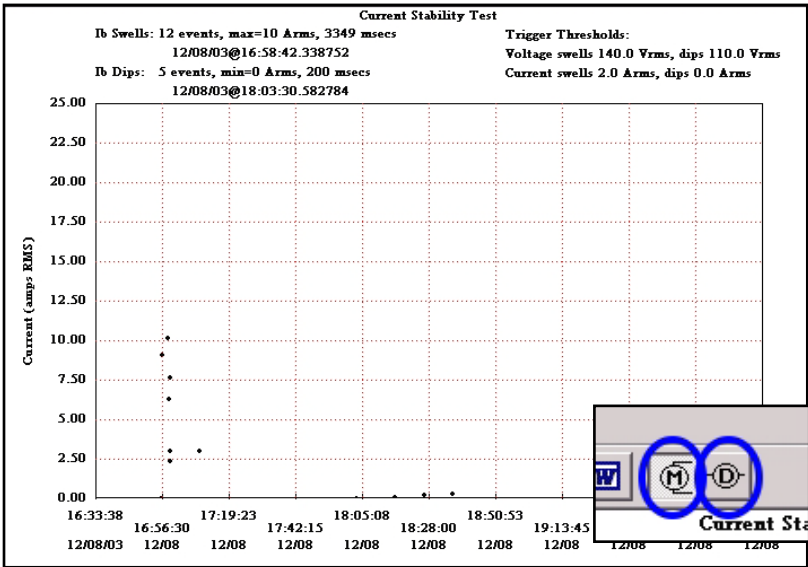 Current Stability Test
Ib Swells: 12 events, max=10 Arms, 3349 msecs
12/08/03@16:58:42.338752
Ib Dips: 5 events, min=0 Arms, 200 msecs
12/08/03@18:03:30.582784
Trigger Thresholds:
Voltage swells 140.0 Vrms, dips 110.0 Vrms
Current swells 2.0 Arms, dips 0.0 Arms
Current (amps RMS)
25.00
22.50
20.00
17.50
15.00
12.50
10.00
7.50
5.00
2.50
0.00
16:33:38 17:19:23 18:05:08 18:50:53
16:56:30 17:42:15 18:28:00 19:13:45
12/08/03 12/08 12/08 12/08 12/08 12/08 12/08 12/08 12/08 12/08 12/08
W
M
D
Current Sta